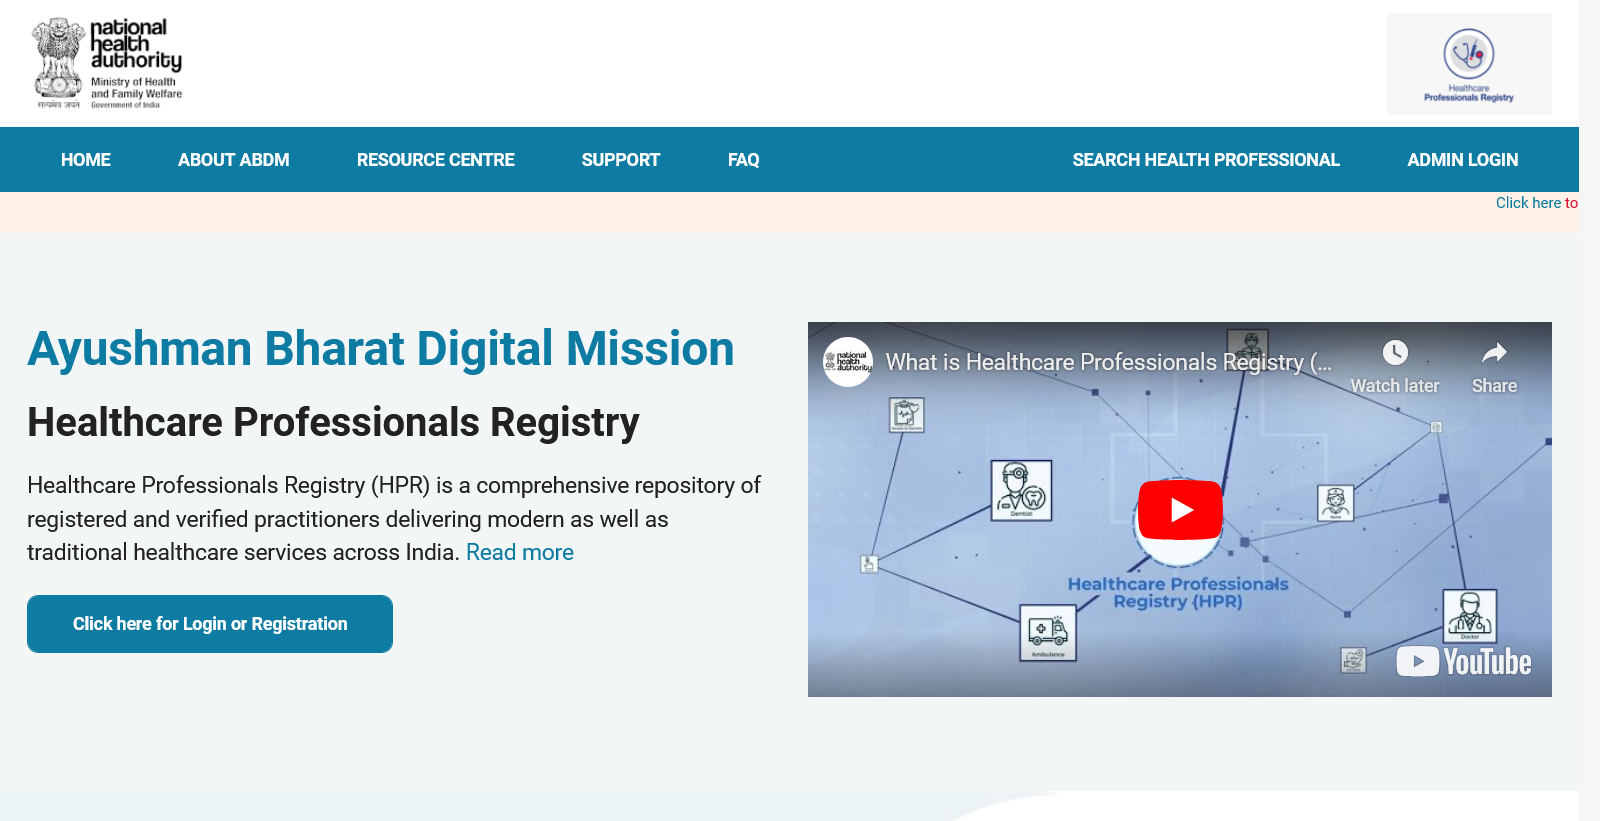 national
health
authority
Ministry of Health
and Family Welfare
Government of India
सत्यमेव जयते
Healthcare
Professionals Registry
HOME
ABOUT ABDM
RESOURCE CENTRE
SUPPORT
FAQ
SEARCH HEALTH PROFESSIONAL
ADMIN LOGIN
Click here to
Ayushman Bharat Digital Mission
Healthcare Professionals Registry
Healthcare Professionals Registry (HPR) is a comprehensive repository of
registered and verified practitioners delivering modern as well as
traditional healthcare services across India. Read more
Click here for Login or Registration
national
health
authority
What is Healthcare Professionals Registry (...
Watch later
Share
Dentist
Healthcare Professionals
Registry (HPR)
Ambulance
Doctor
YouTube